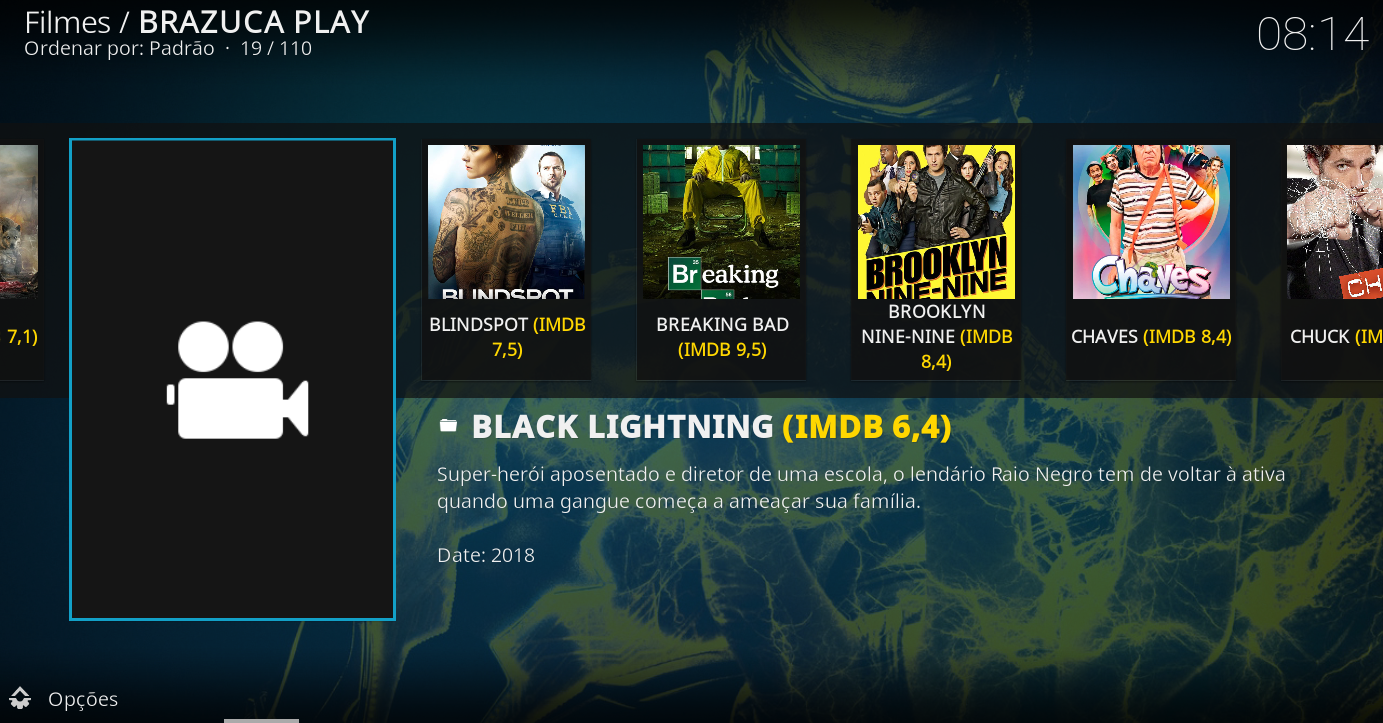 Filmes / BRAZUCA PLAY
Ordenar por: Padrão · 19 / 110
08:14
7,1)
BLINDSPOT
BLINDSPOT (IMDB
7,5)
Breaking
BREAKING BAD
(IMDB 9,5)
BROOKLYN
NINE-NINE
BROOKLYN
NINE-NINE (IMDB
8,4)
Chaves
CHAVES (IMDB 8,4)
CH
CHUCK (IM
BLACK LIGHTNING (IMDB 6,4)
Super-herói aposentado e diretor de uma escola, o lendário Raio Negro tem de voltar à ativa
quando uma gangue começa a ameaçar sua família.
Date: 2018
Opções